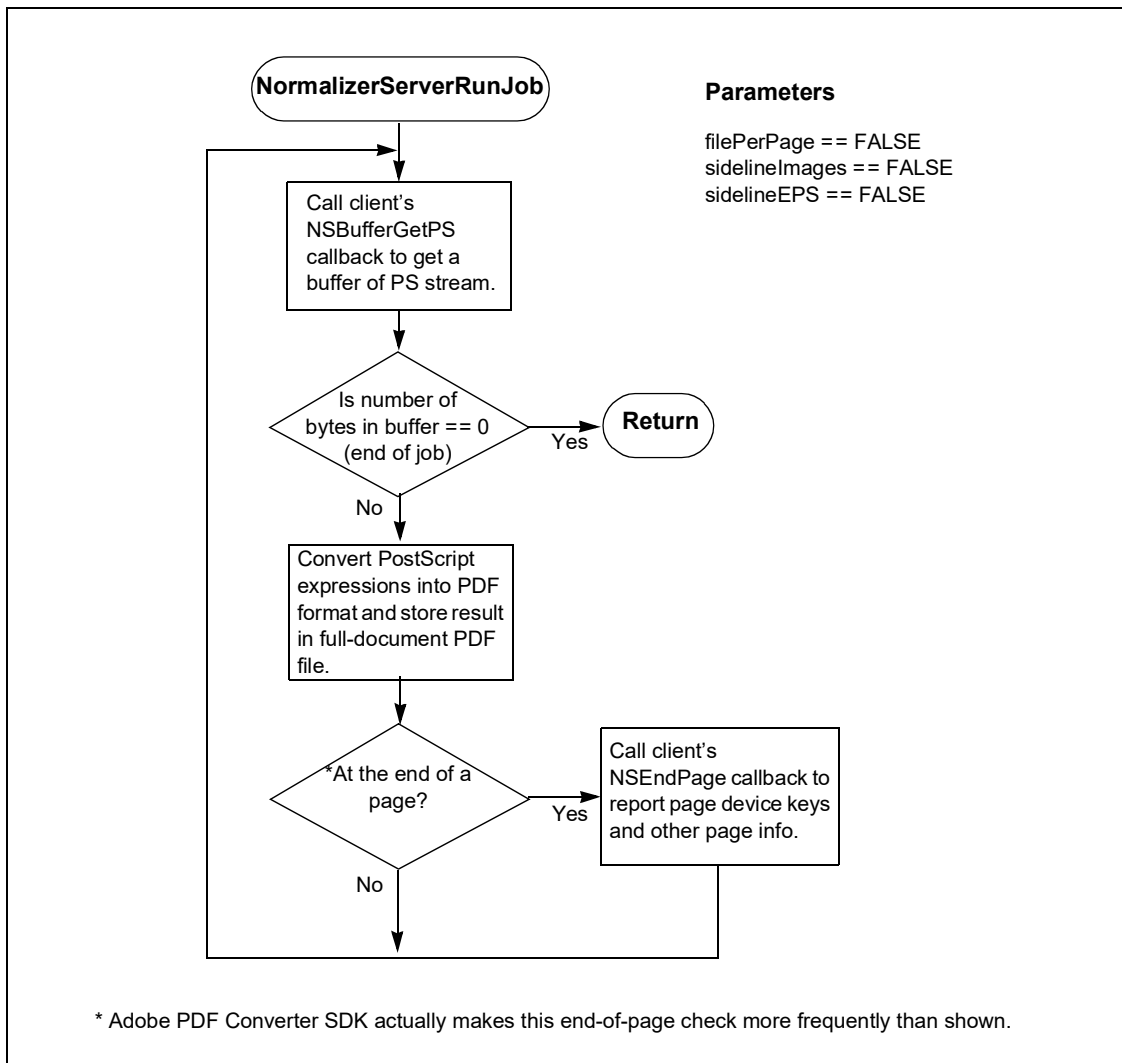 NormalizerServerRunJob
Parameters
filePerPage == FALSE
sidelineImages == FALSE
sidelineEPS == FALSE
Call client’s
NSBufferGetPS
callback to get a
buffer of PS stream.
Is number of
bytes in buffer == 0
(end of job)
Yes
Return
No
Convert PostScript
expressions into PDF
format and store result
in full-document PDF
file.
*At the end of a
page?
Yes
Call client’s
NSEndPage callback to
report page device keys
and other page info.
No
* Adobe PDF Converter SDK actually makes this end-of-page check more frequently than shown.